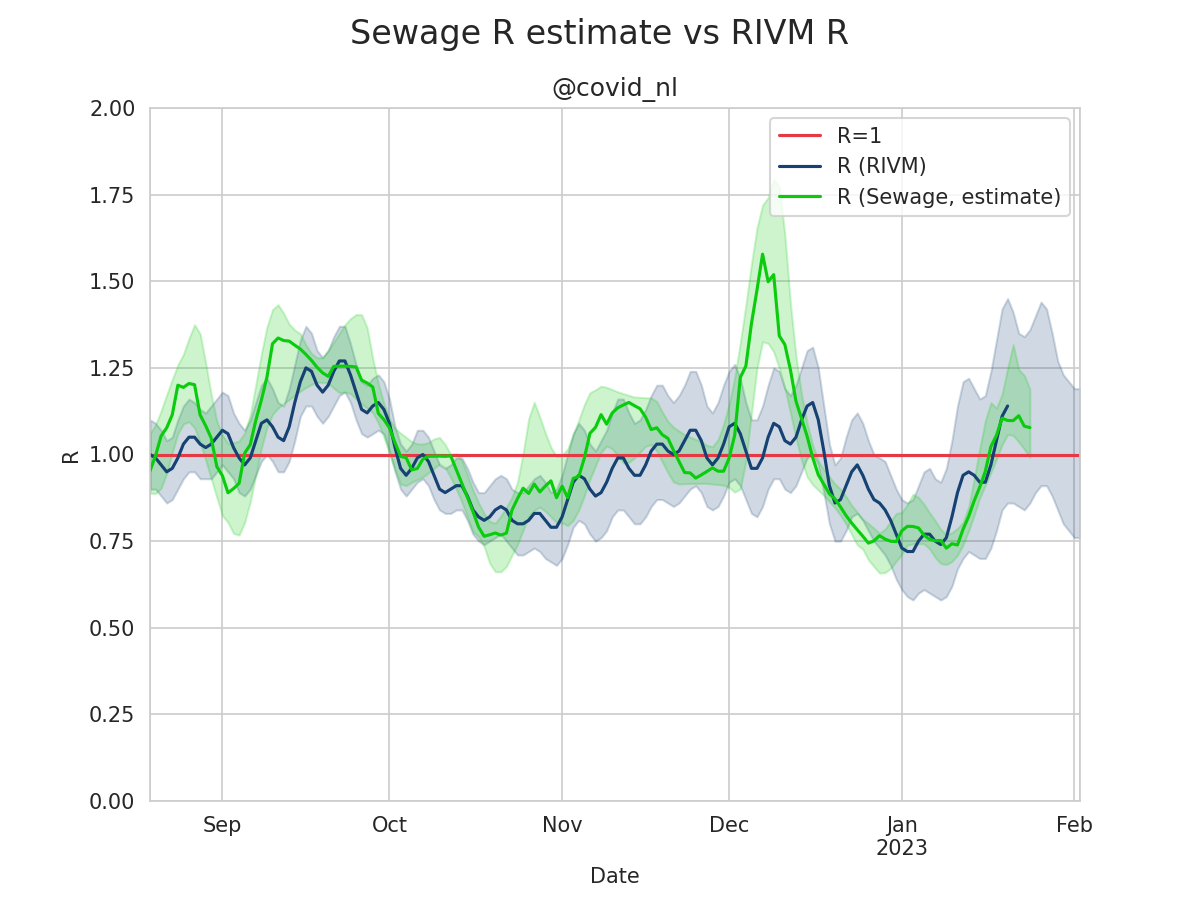 Sewage R estimate vs RIVM R
@covid_nl
R=1
R (RIVM)
R (Sewage, estimate)
2.00
1.75
1.50
1.25
1.00
0.75
0.50
0.25
0.00
R
Sep Oct Nov Dec Jan Feb
2023
Date